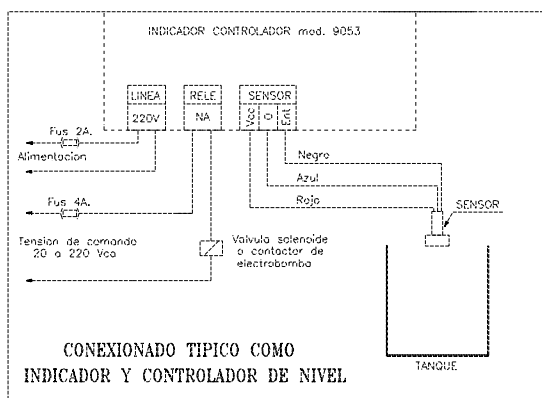 INDICADOR CONTROLADOR mod. 9053
LINEA RELE SENSOR
220V NA Vcc 0 Ent
Fus 2A.
Alimentacion
Negro
Azul
Rojo
SENSOR
Fus 4A.
Tension de comando
20 a 220 Vca
Valvula solenoide
o contactor de
electrobomba
CONEXIONADO TIPICO COMO
INDICADOR Y CONTROLADOR DE NIVEL
TANQUE